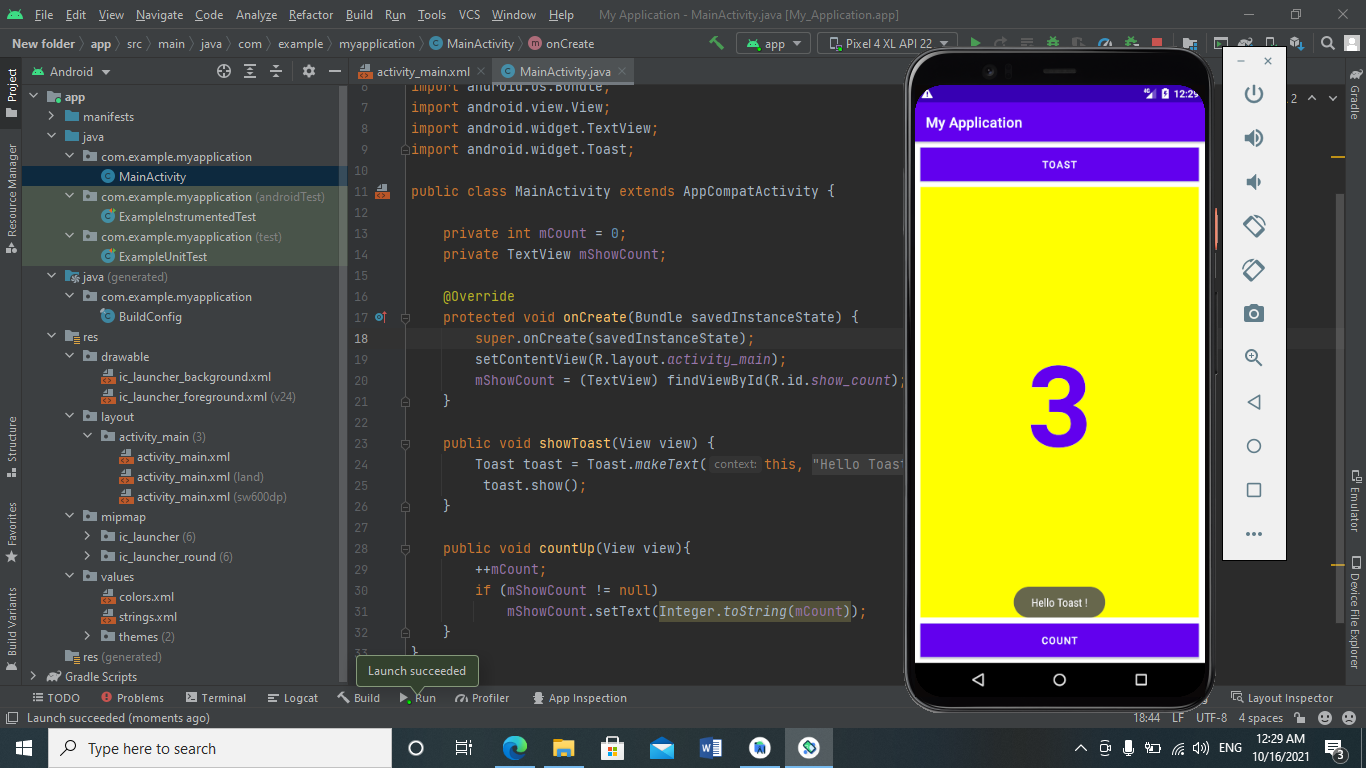 File Edit View Navigate Code Analyze Refactor Build Run Tools VCS Window Help My Application - MainActivity.java [My_Application.app]
New folder app src main java com example myapplication MainActivity onCreate app Pixel 4 XL API 22
Android activity_main.xml MainActivity.java
Project
Resource Manager
Structure
Favorites
Build Variants
app
manifests
java
com.example.myapplication
MainActivity
com.example.myapplication (androidTest)
ExampleInstrumentedTest
com.example.myapplication (test)
ExampleUnitTest
java (generated)
com.example.myapplication
BuildConfig
res
drawable
ic_launcher_background.xml
ic_launcher_foreground.xml (v24)
layout
activity_main (3)
activity_main.xml
activity_main.xml (land)
activity_main.xml (sw600dp)
mipmap
ic_launcher (6)
ic_launcher_round (6)
values
colors.xml
strings.xml
themes (2)
res (generated)
Gradle Scripts
6 import android.os.Bundle;
7 import android.view.View;
8 import android.widget.TextView;
9 import android.widget.Toast;
10
11 public class MainActivity extends AppCompatActivity {
12
13 private int mCount = 0;
14 private TextView mShowCount;
15
16 @Override
17 protected void onCreate(Bundle savedInstanceState) {
18 super.onCreate(savedInstanceState);
19 setContentView(R.layout.activity_main);
20 mShowCount = (TextView) findViewById(R.id.show_count);
21 }
22
23 public void showToast(View view) {
24 Toast toast = Toast.makeText( context: this, "Hello Toast
25 toast.show();
26 }
27
28 public void countUp(View view){
29 ++mCount;
30 if (mShowCount != null)
31 mShowCount.setText(Integer.toString(mCount));
32 }
33 }
Launch succeeded
4G 12:29
My Application
TOAST
3
Hello Toast !
COUNT
2
Gradle
Emulator
Device File Explorer
TODO Problems Terminal Logcat Build Run Profiler App Inspection Layout Inspector
Launch succeeded (moments ago) 18:44 LF UTF-8 4 spaces
Type here to search
W
ENG
12:29 AM
10/16/2021
3